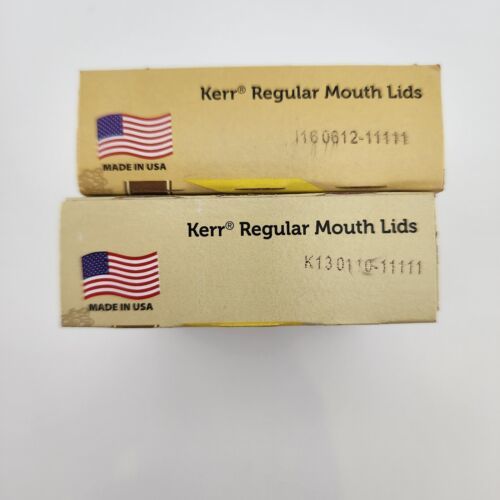 Kerr® Regular Mouth Lids
I160612-11111
MADE IN USA
Kerr® Regular Mouth Lids
K130110-11111
MADE IN USA